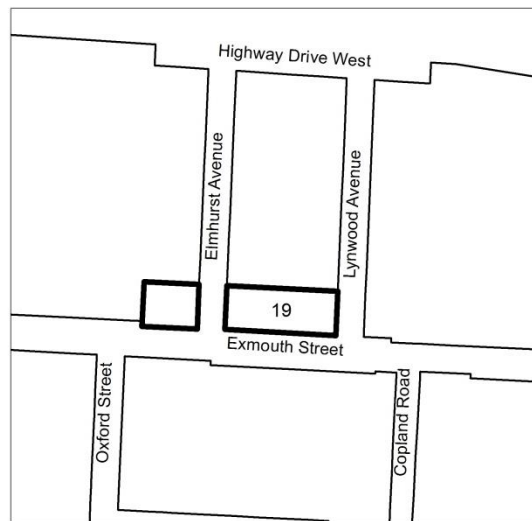 Highway Drive West
Elmhurst Avenue
Lynwood Avenue
19
Exmouth Street
Oxford Street
Copland Road